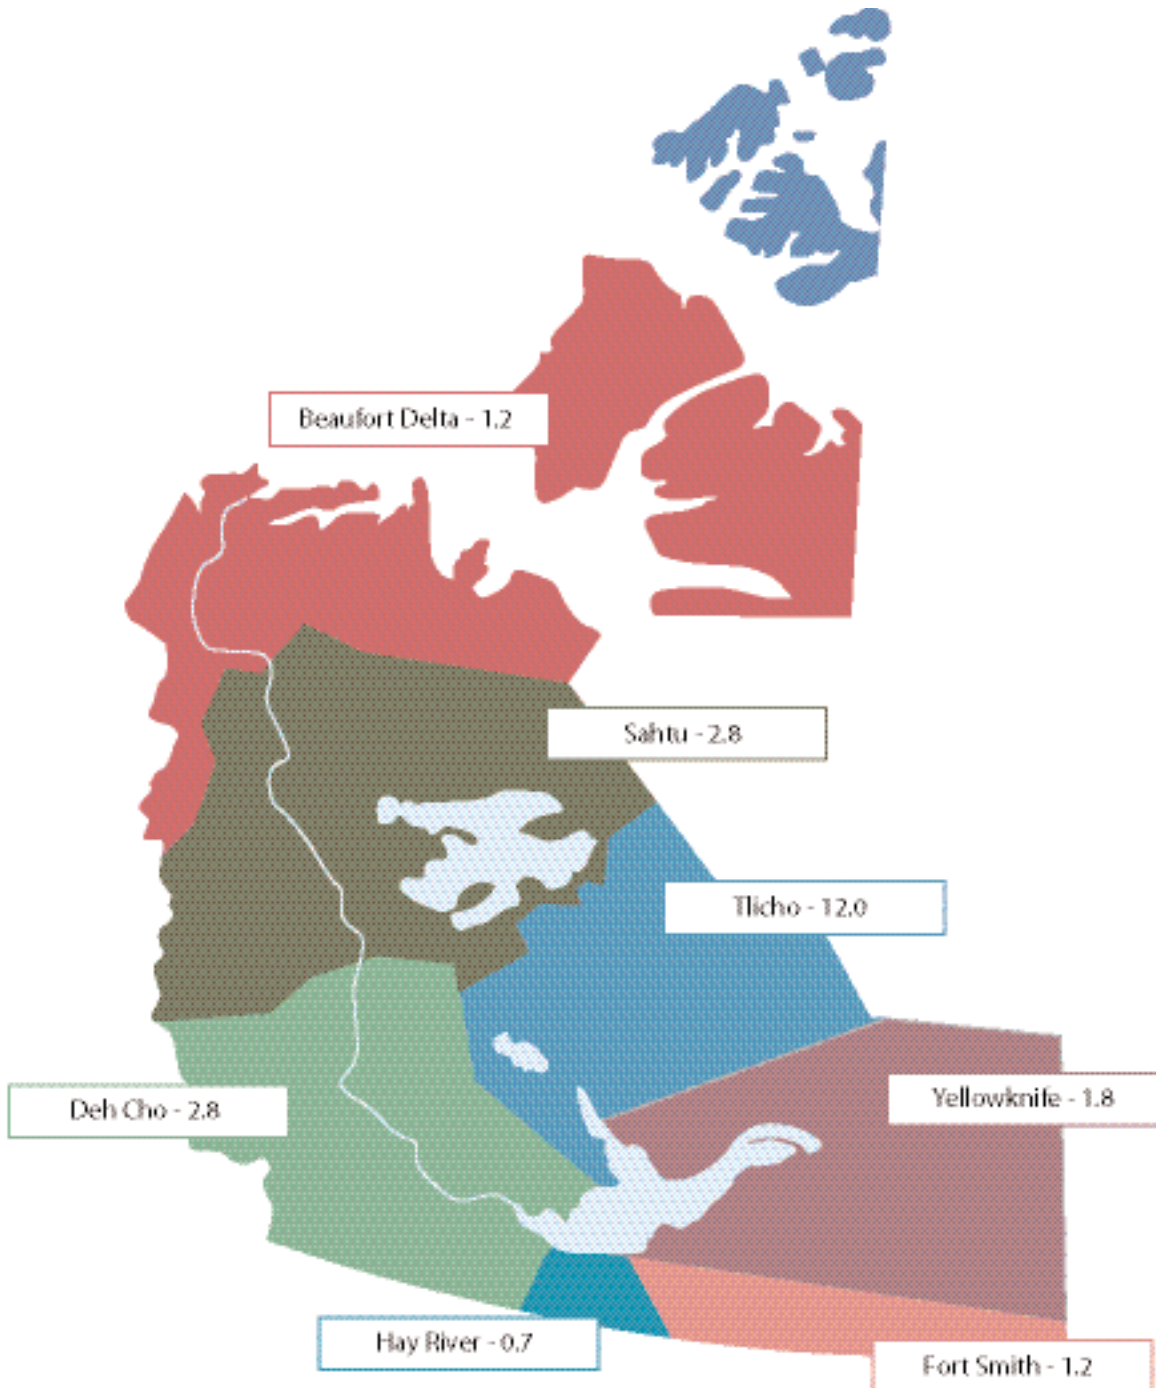 Beaufort Delta - 1.2
Sahtu - 2.8
Tlicho - 12.0
Yellowknife - 1.8
Deh Cho - 2.8
Hay River - 0.7
Fort Smith - 1.2